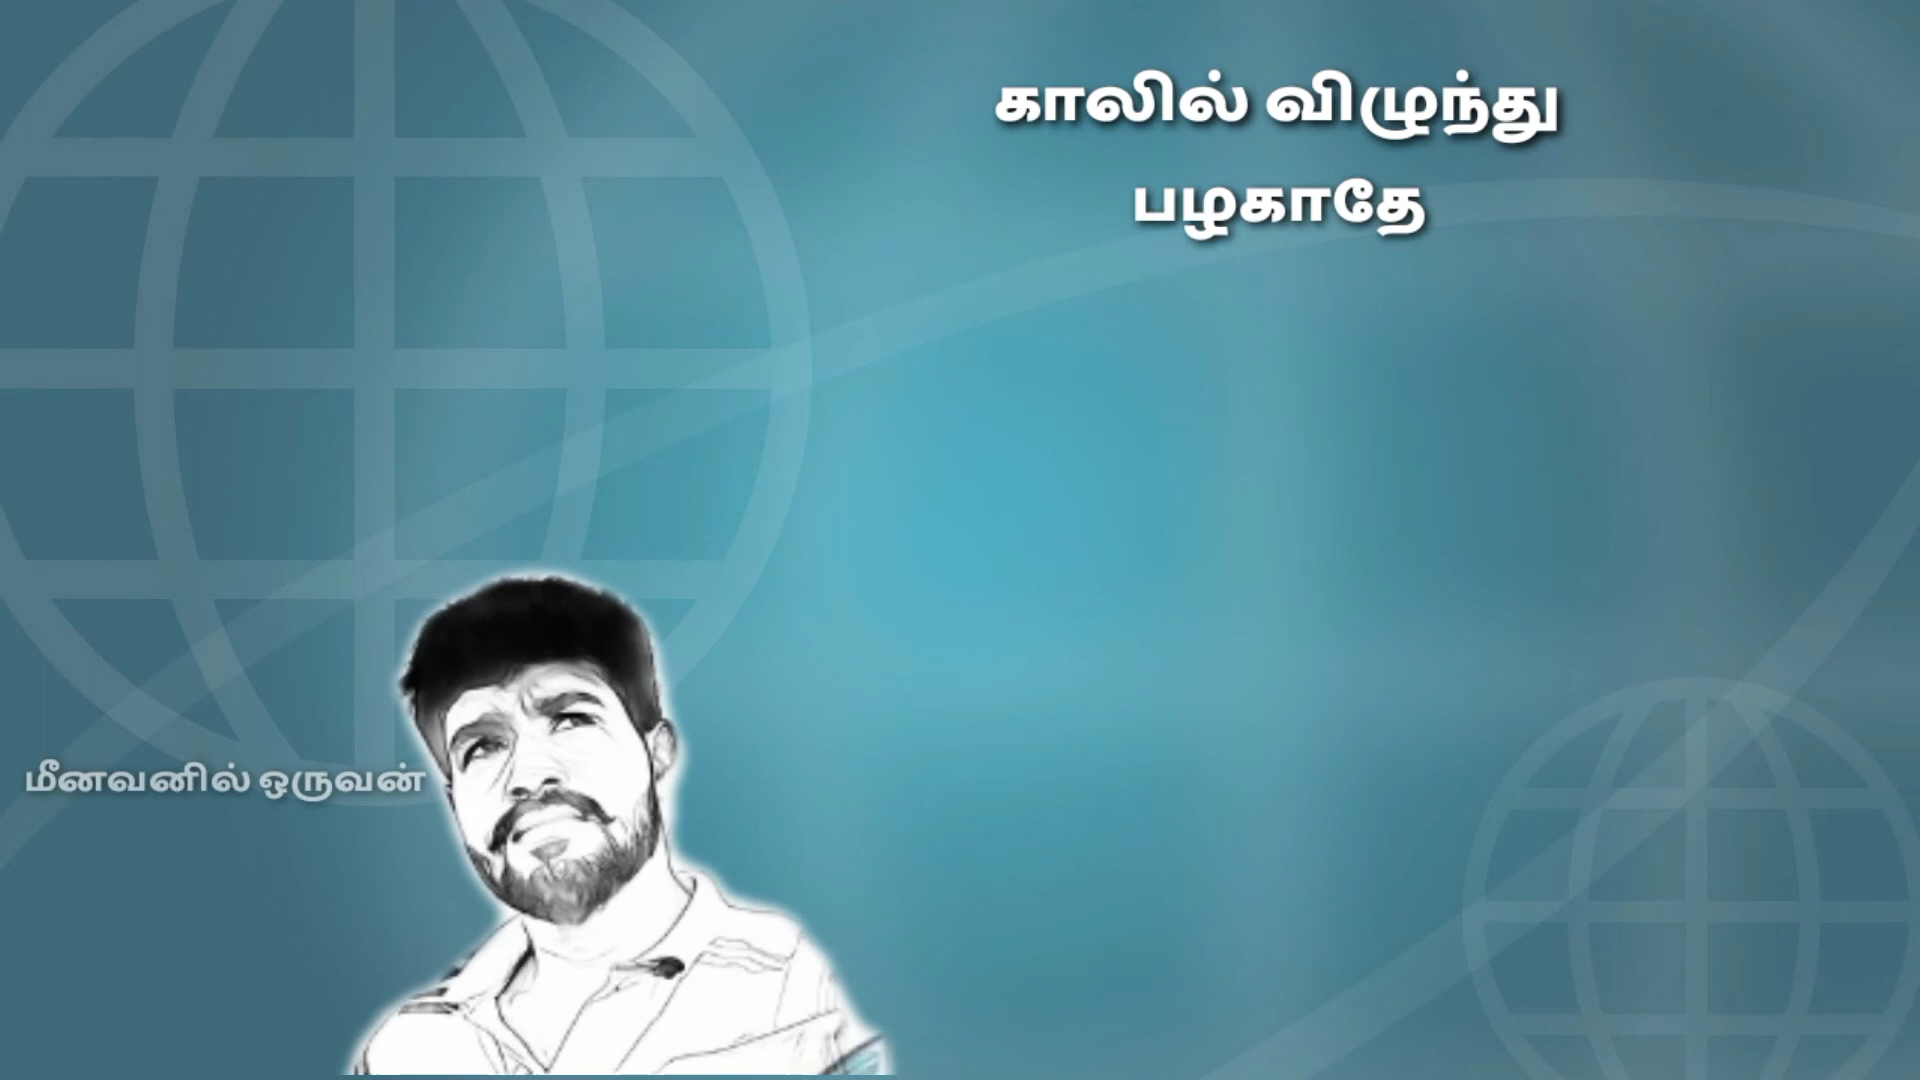 காலில் விழுந்து
பழகாதே
மீனவனில் ஒருவன்